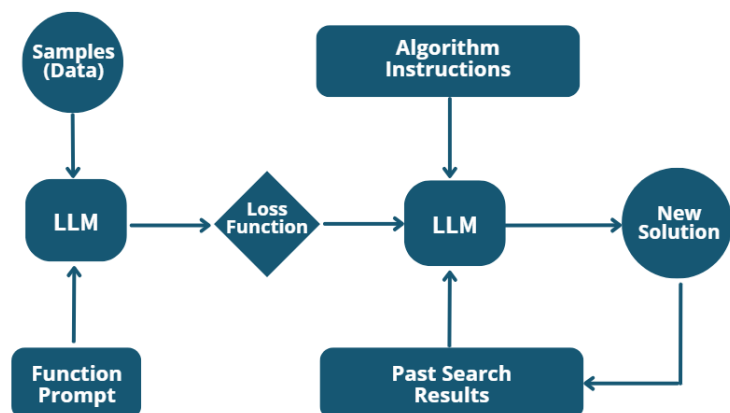 Samples
(Data)
Algorithm
Instructions
LLM
Loss
Function
LLM
New
Solution
Function
Prompt
Past Search
Results